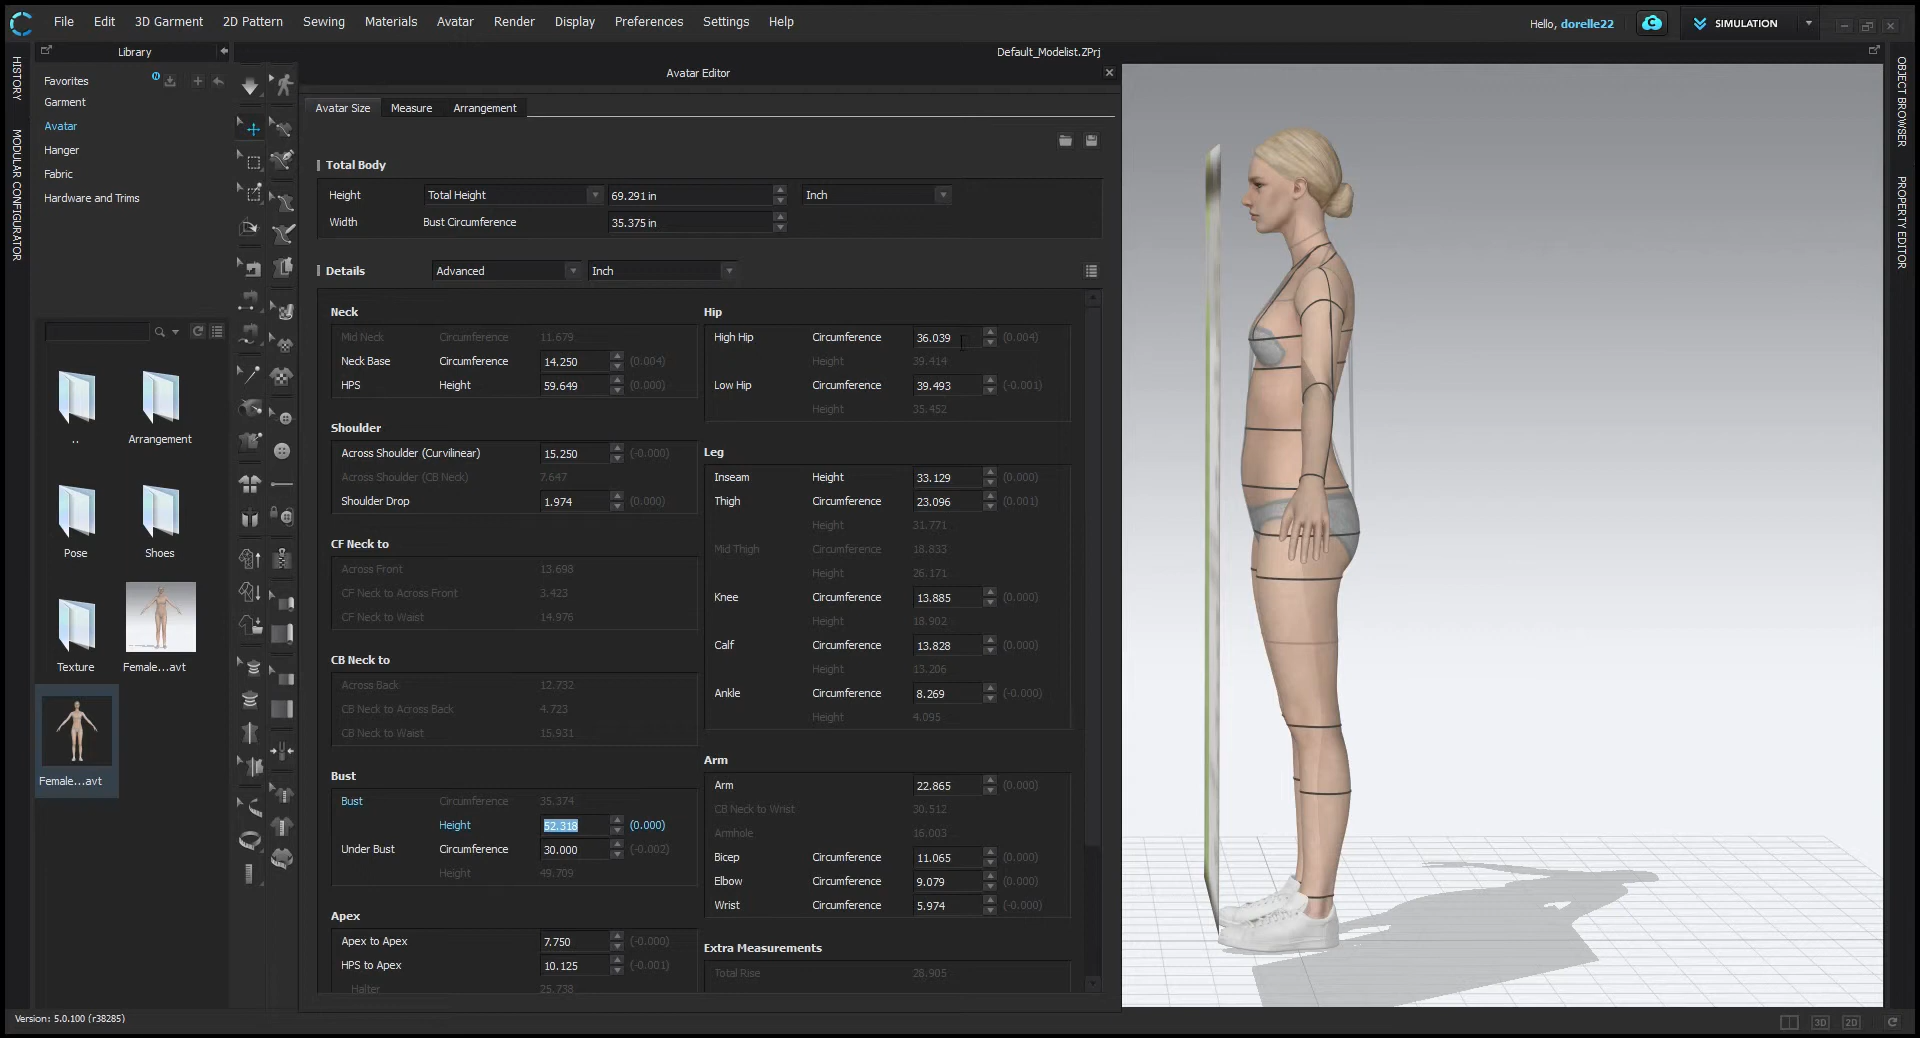 File Edit 3D Garment 2D Pattern Sewing Materials Avatar Render Display Preferences Settings Help
Hello, dorelle22
SIMULATION
Library
Default_Modelist.ZPrj
HISTORY
MODULAR CONFIGURATOR
OBJECT BROWSER
PROPERTY EDITOR
Favorites
N
Garment
Avatar
Hanger
Fabric
Hardware and Trims
..
Arrangement
Pose
Shoes
Texture
Female...avt
Female...avt
Avatar Editor
Avatar Size Measure Arrangement
Total Body
Height Total Height 69.291 in Inch
Width Bust Circumference 35.375 in
Details Advanced Inch
Neck
Mid Neck Circumference 11.679
Neck Base Circumference 14.250 (0.004)
HPS Height 59.649 (0.000)
Shoulder
Across Shoulder (Curvilinear) 15.250 (-0.000)
Across Shoulder (CB Neck) 7.647
Shoulder Drop 1.974 (0.000)
CF Neck to
Across Front 13.698
CF Neck to Across Front 3.423
CF Neck to Waist 14.976
CB Neck to
Across Back 12.732
CB Neck to Across Back 4.723
CB Neck to Waist 15.931
Bust
Bust Circumference 35.374
Height 52.318 (0.000)
Under Bust Circumference 30.000 (-0.002)
Height 49.709
Apex
Apex to Apex 7.750 (-0.000)
HPS to Apex 10.125 (-0.001)
Halter 25.738
Hip
High Hip Circumference 36.039 (0.004)
Height 39.414
Low Hip Circumference 39.493 (-0.001)
Height 35.452
Leg
Inseam Height 33.129 (0.000)
Thigh Circumference 23.096 (0.001)
Height 31.771
Mid Thigh Circumference 18.833
Height 26.171
Knee Circumference 13.885 (0.000)
Height 18.902
Calf Circumference 13.828 (0.000)
Height 13.206
Ankle Circumference 8.269 (-0.000)
Height 4.095
Arm
Arm 22.865 (0.000)
CB Neck to Wrist 30.512
Armhole 16.003
Bicep Circumference 11.065 (0.000)
Elbow Circumference 9.079 (0.000)
Wrist Circumference 5.974 (-0.000)
Extra Measurements
Total Rise 28.905
Version: 5.0.100 (r38285)
3D 2D